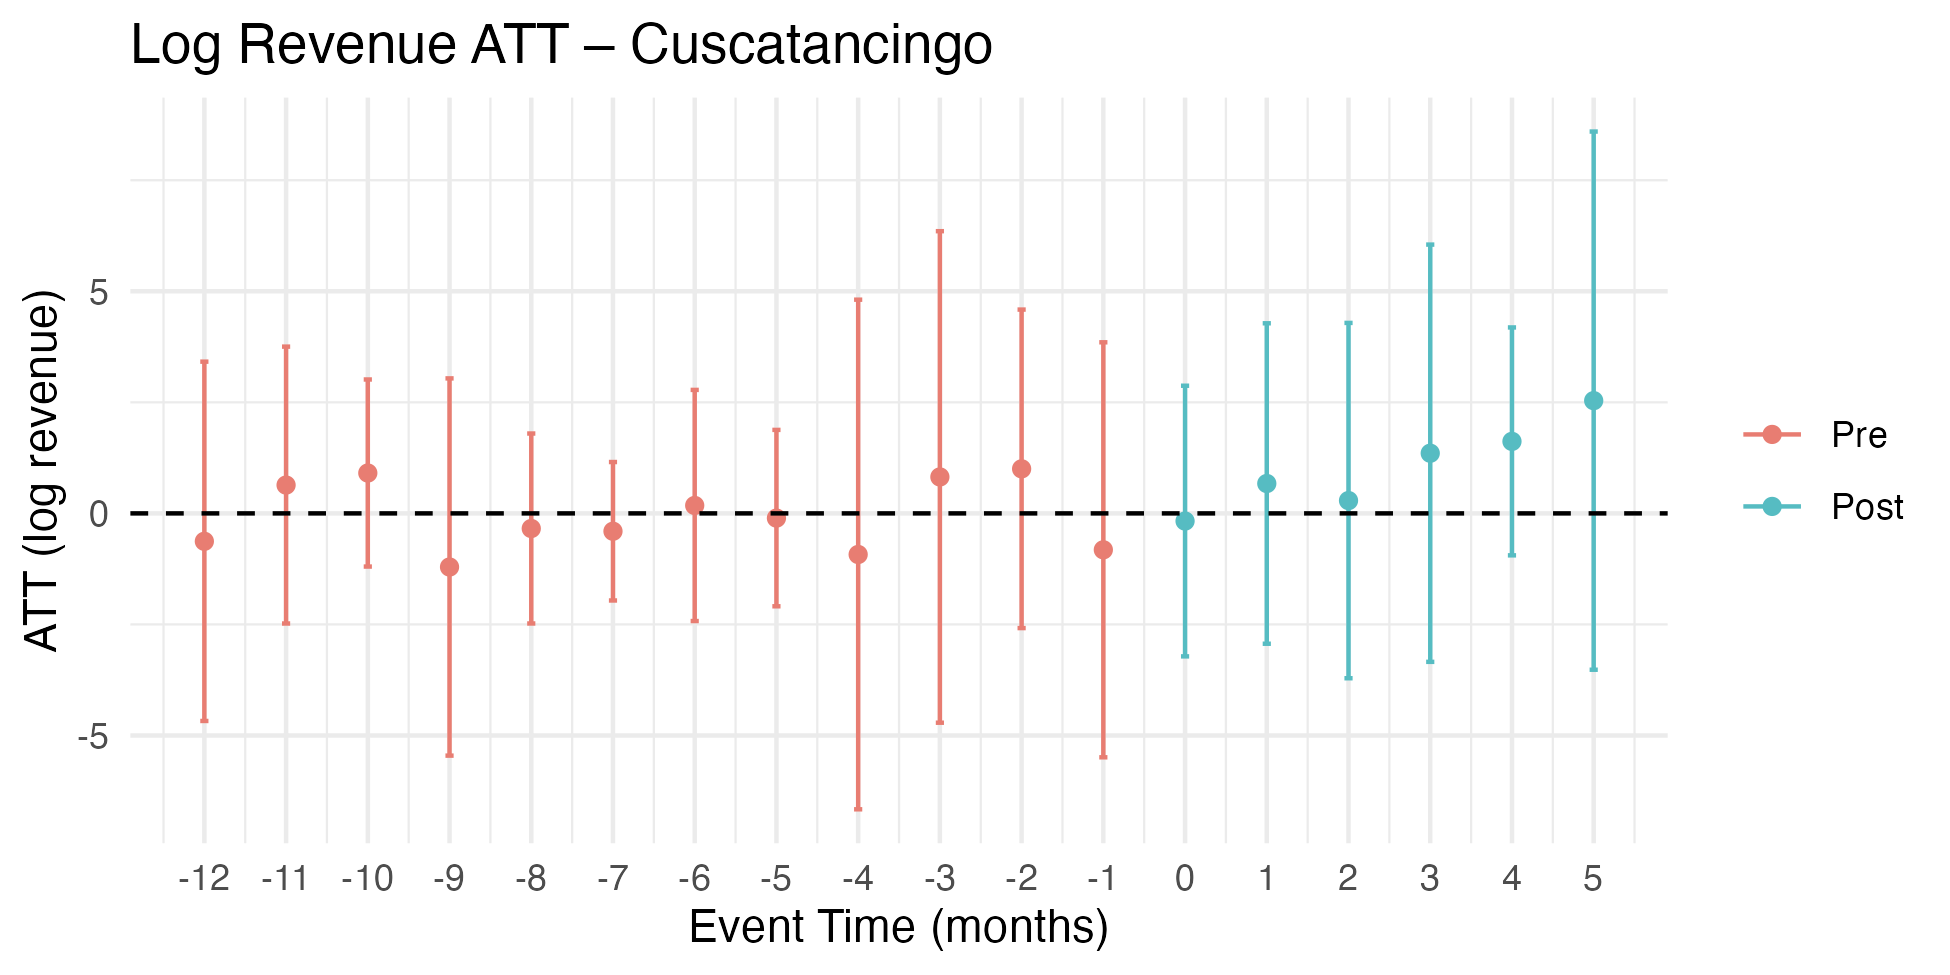 Log Revenue ATT – Cuscatancingo
ATT (log revenue)
5
0
-5
-12 -11 -10 -9 -8 -7 -6 -5 -4 -3 -2 -1 0 1 2 3 4 5
Event Time (months)
Pre
Post